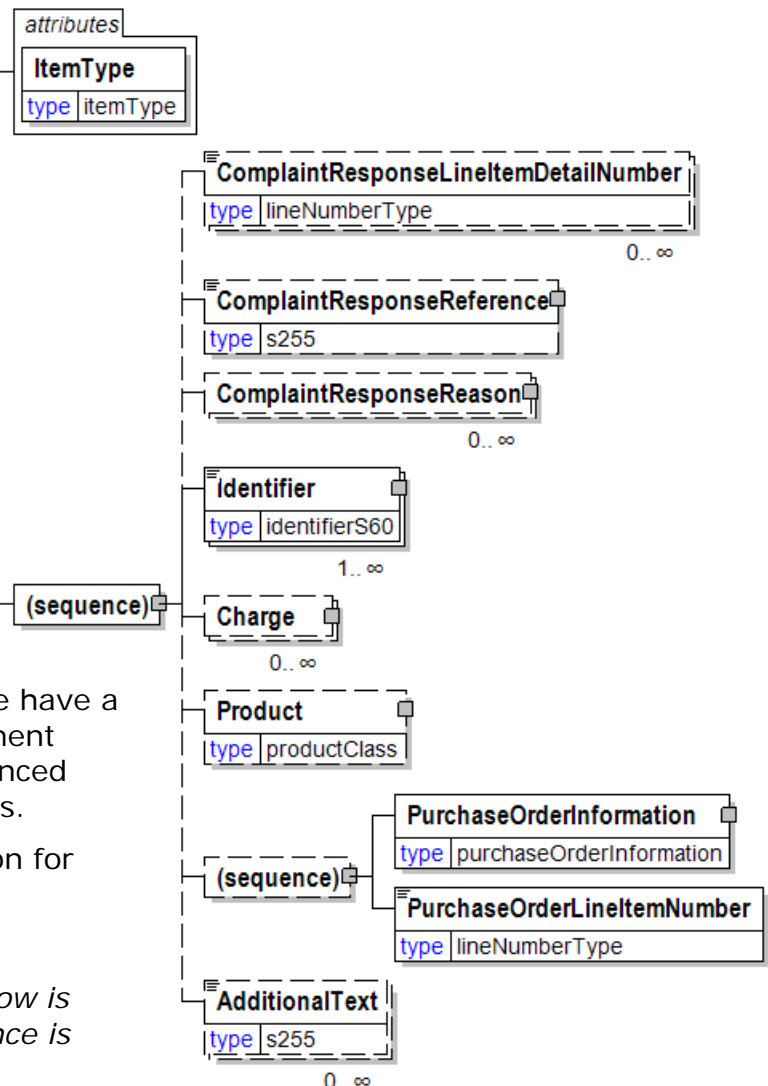 attributes
ItemType
type itemType
ComplaintResponseLineItemDetailNumber
type lineNumberType
0.. ∞
ComplaintResponseReference
type s255
ComplaintResponseReason
0.. ∞
Identifier
type identifierS60
1.. ∞
(sequence)
Charge
0.. ∞
e have a
Product
nent
type productClass
nced
s.
PurchaseOrderInformation
type purchaseOrderInformation
on for
(sequence)
PurchaseOrderLineItemNumber
type lineNumberType
ow is
AdditionalText
nce is
type s255
0.. ∞